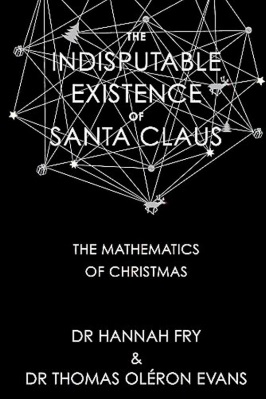 THE
INDISPUTABLE
EXISTENCE
OF
SANTA CLAUS
THE MATHEMATICS
OF CHRISTMAS
DR HANNAH FRY
&
DR THOMAS OLÉRON EVANS